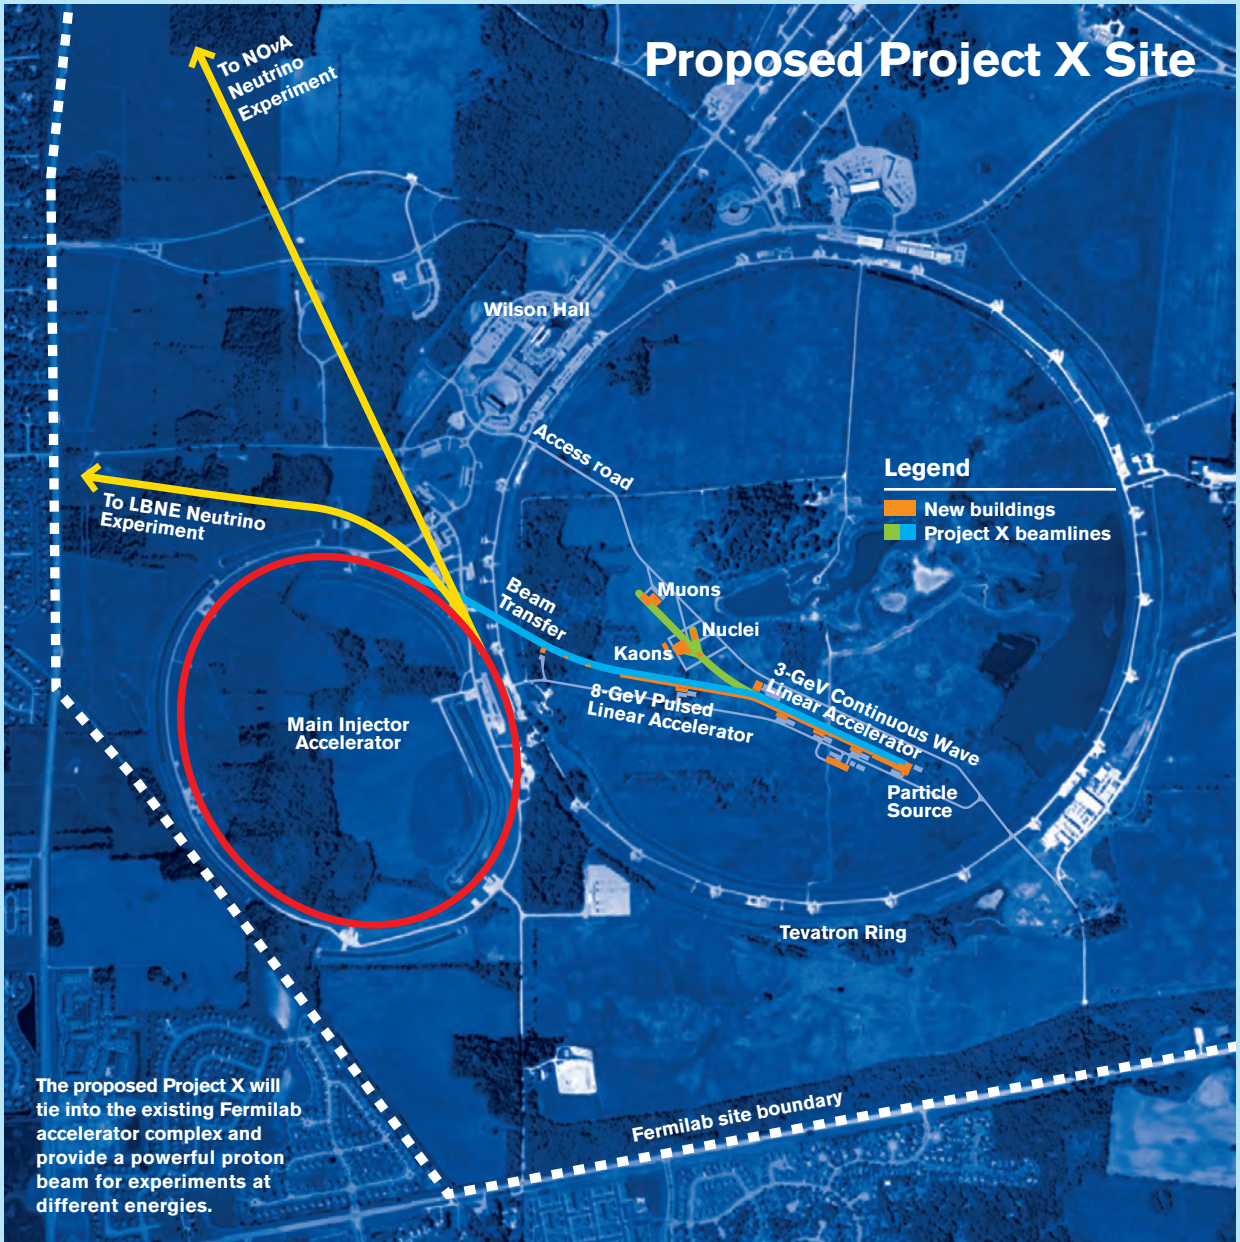 Proposed Project X Site
To NOvA
Neutrino
Experiment
Wilson Hall
Access road
Legend
New buildings
Project X beamlines
To LBNE Neutrino
Experiment
Beam
Transfer
Muons
Nuclei
Kaons
3-GeV Continuous Wave
Linear Accelerator
8-GeV Pulsed
Linear Accelerator
Main Injector
Accelerator
Particle
Source
Tevatron Ring
The proposed Project X will
tie into the existing Fermilab
accelerator complex and
provide a powerful proton
beam for experiments at
different energies.
Fermilab site boundary